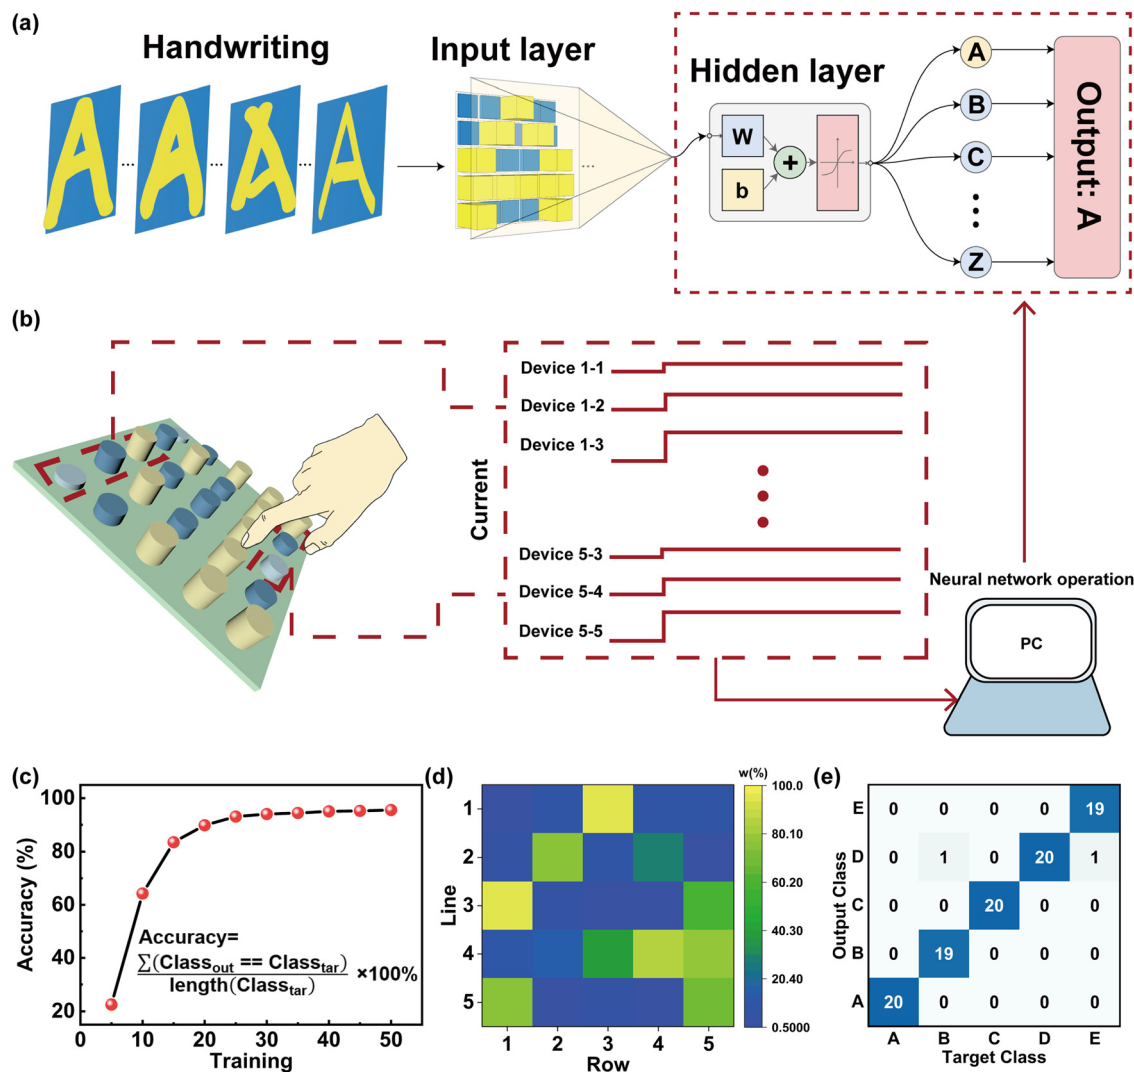 (a)
Handwriting
Input layer
Hidden layer
W
b
+
A
B
C
Z
Output: A
(b)
Device 1-1
Device 1-2
Device 1-3
Device 5-3
Device 5-4
Device 5-5
Current
Neural network operation
PC
(c)
100
80
60
40
20
Accuracy (%)
Accuracy=
∑(Class_out == Class_tar)
length(Class_tar)
×100%
0 10 20 30 40 50
Training
(d)
w(%)
100.0
80.10
60.20
40.30
20.40
0.5000
1
2
3
4
5
Line
1 2 3 4 5
Row
(e)
Output Class
E 0 0 0 0 19
D 0 1 0 20 1
C 0 0 20 0 0
B 0 19 0 0 0
A 20 0 0 0 0
A B C D E
Target Class